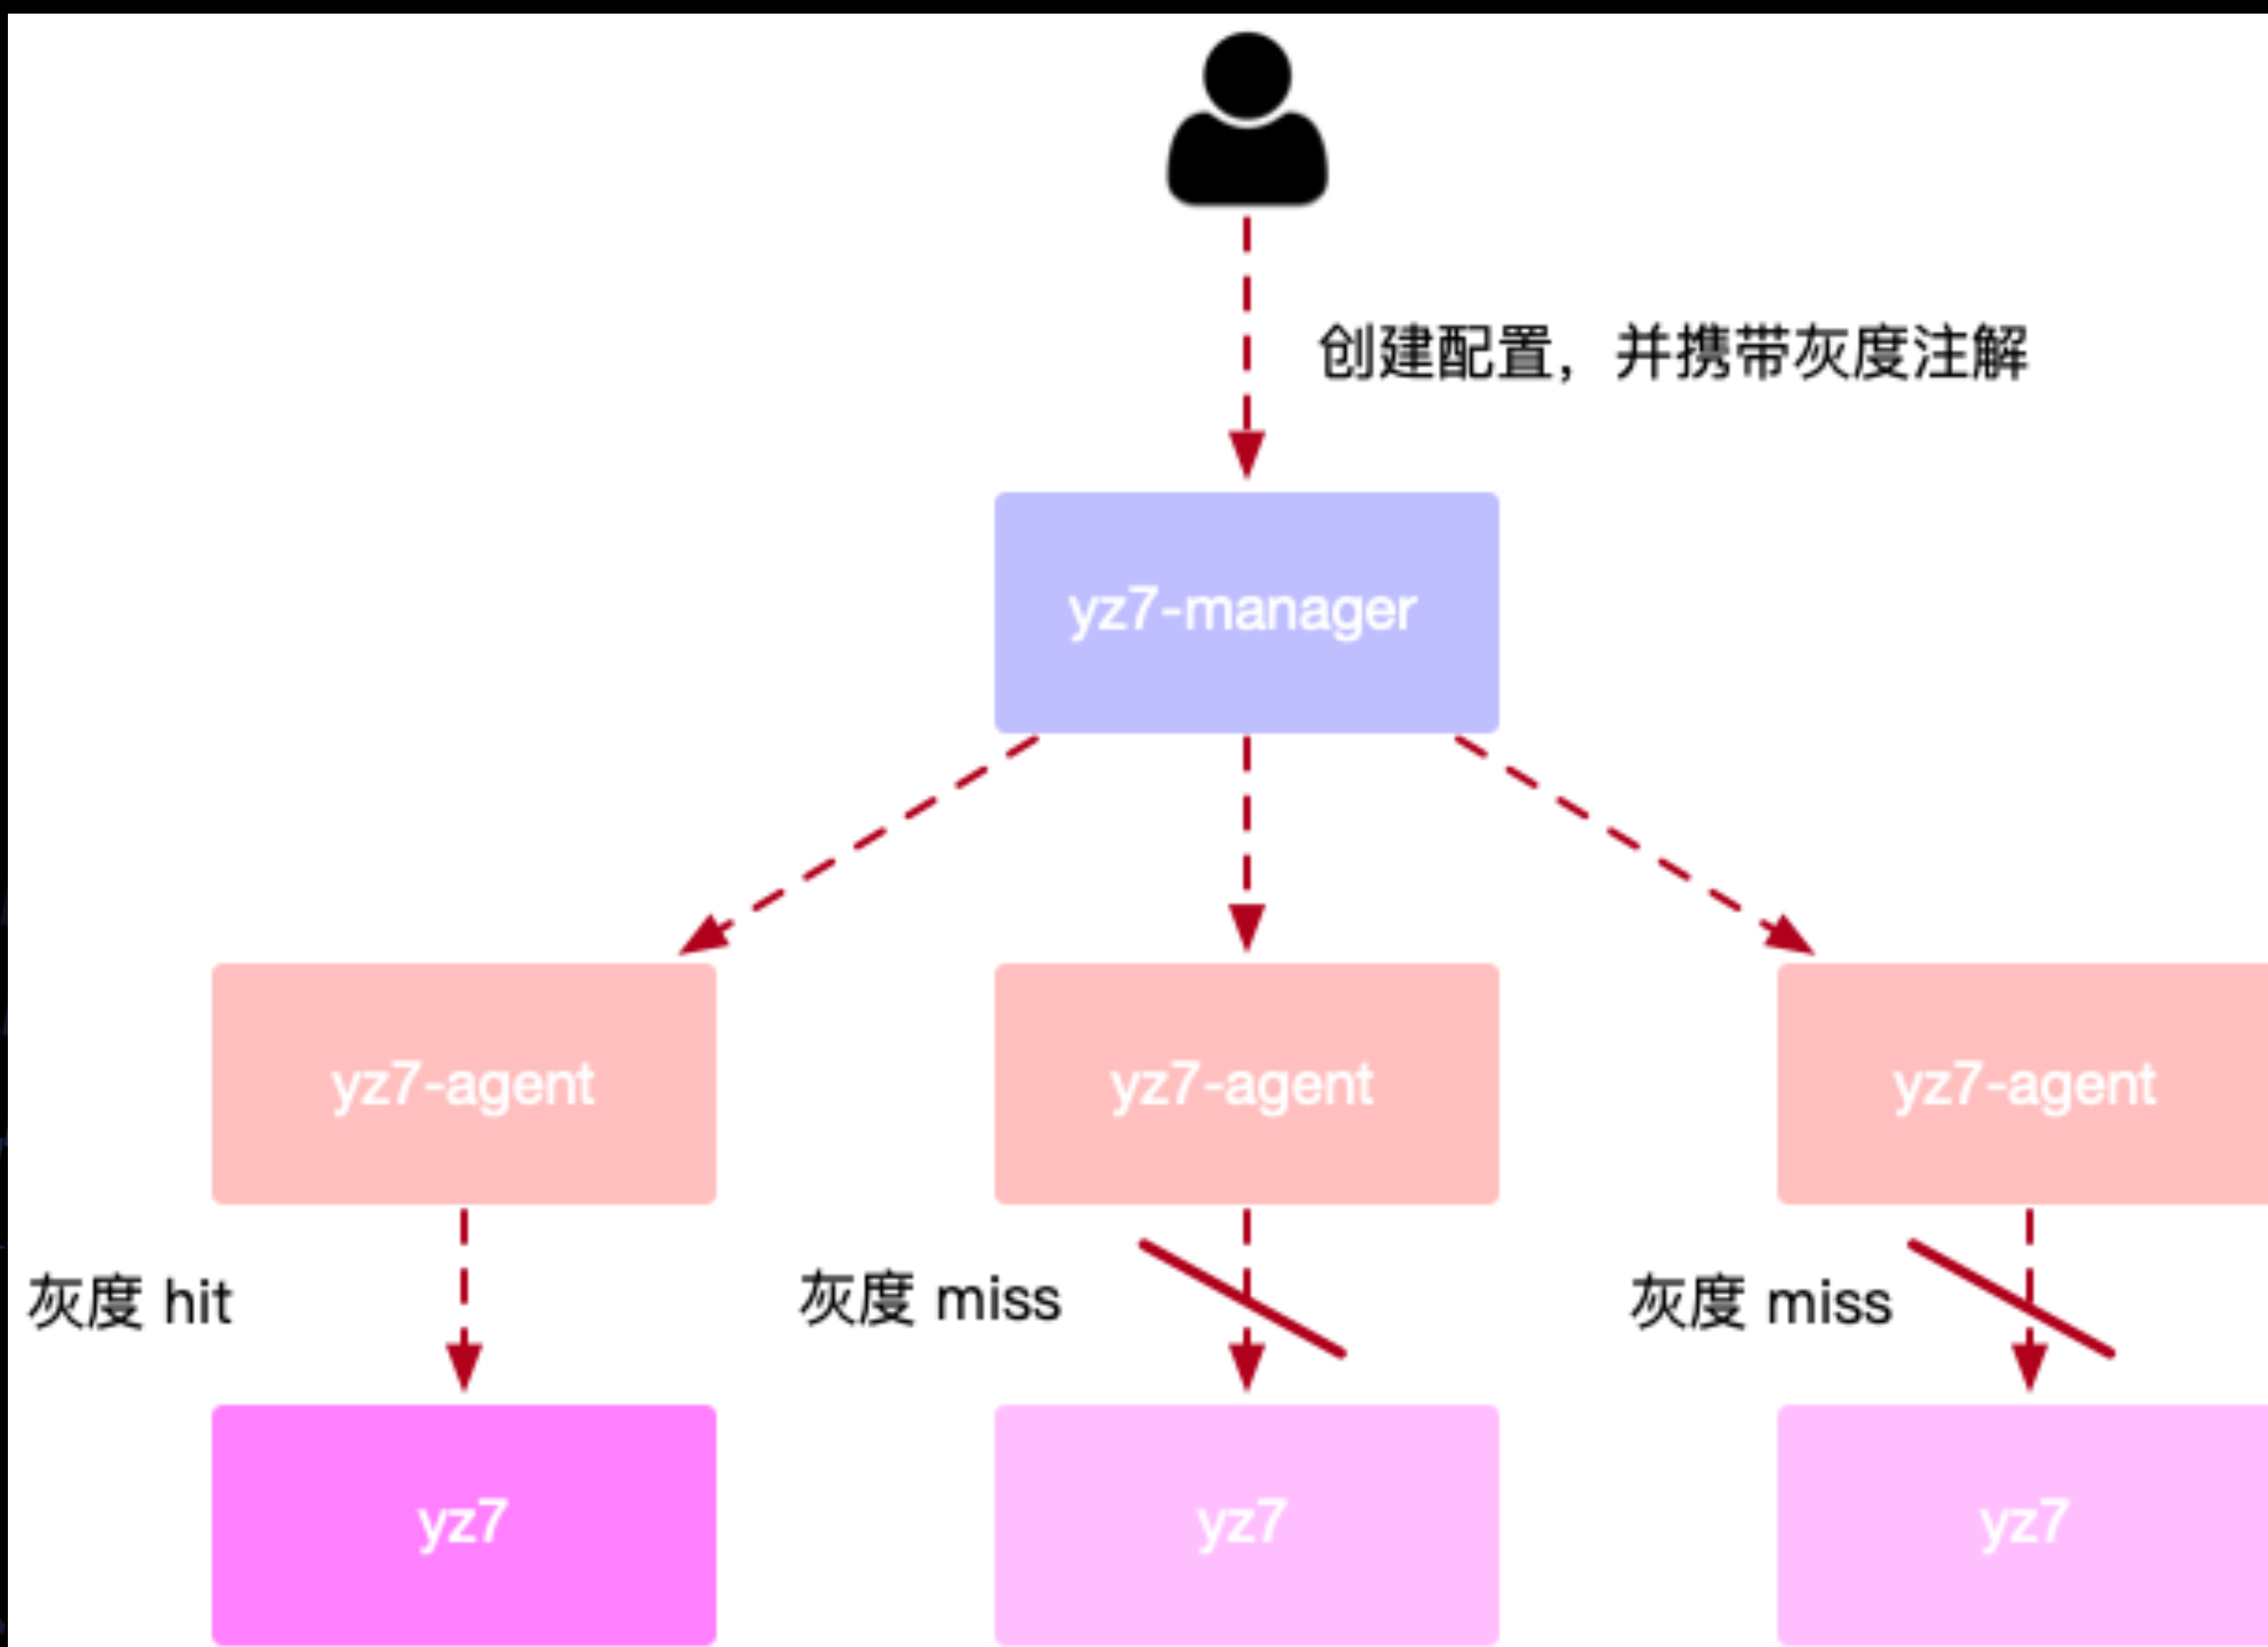 创建配置，并携带灰度注解
yz7-manager
yz7-agent
yz7-agent
yz7-agent
灰度 hit
灰度 miss
灰度 miss
yz7
yz7
yz7